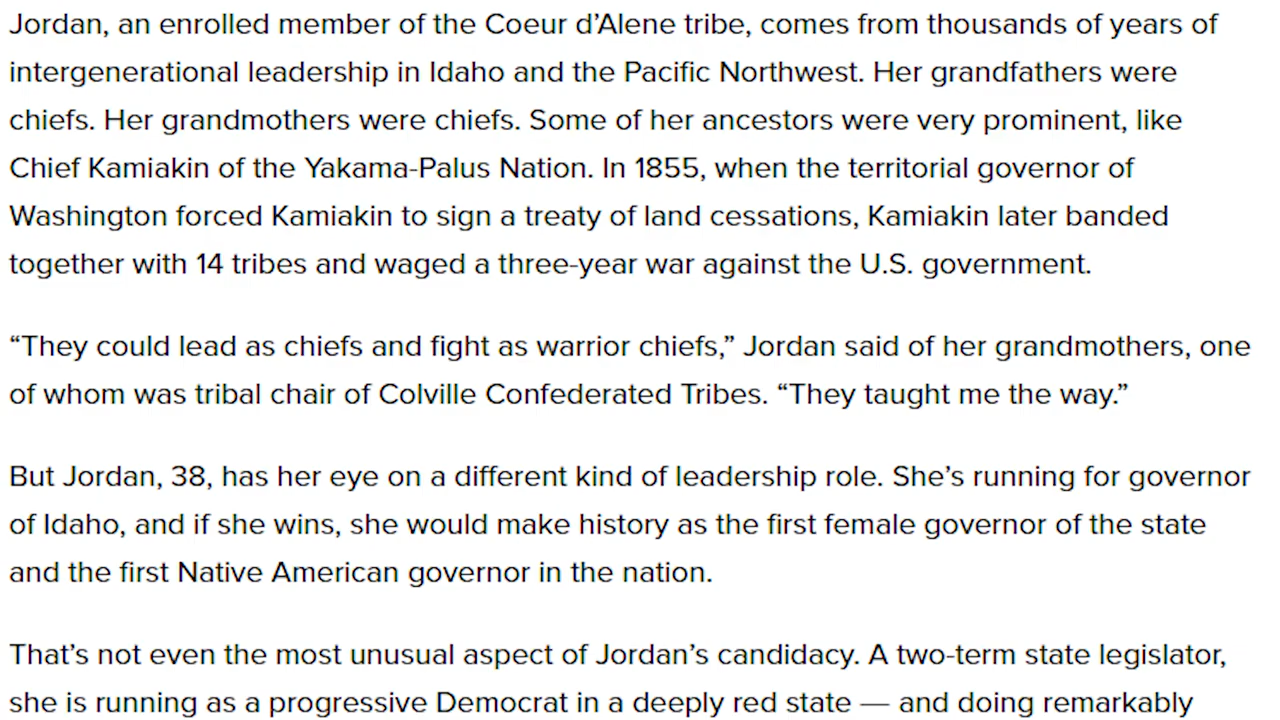 Jordan, an enrolled member of the Coeur d’Alene tribe, comes from thousands of years of
intergenerational leadership in Idaho and the Pacific Northwest. Her grandfathers were
chiefs. Her grandmothers were chiefs. Some of her ancestors were very prominent, like
Chief Kamiakin of the Yakama-Palus Nation. In 1855, when the territorial governor of
Washington forced Kamiakin to sign a treaty of land cessations, Kamiakin later banded
together with 14 tribes and waged a three-year war against the U.S. government.
“They could lead as chiefs and fight as warrior chiefs,” Jordan said of her grandmothers, one
of whom was tribal chair of Colville Confederated Tribes. “They taught me the way.”
But Jordan, 38, has her eye on a different kind of leadership role. She’s running for governor
of Idaho, and if she wins, she would make history as the first female governor of the state
and the first Native American governor in the nation.
That’s not even the most unusual aspect of Jordan’s candidacy. A two-term state legislator,
she is running as a progressive Democrat in a deeply red state — and doing remarkably